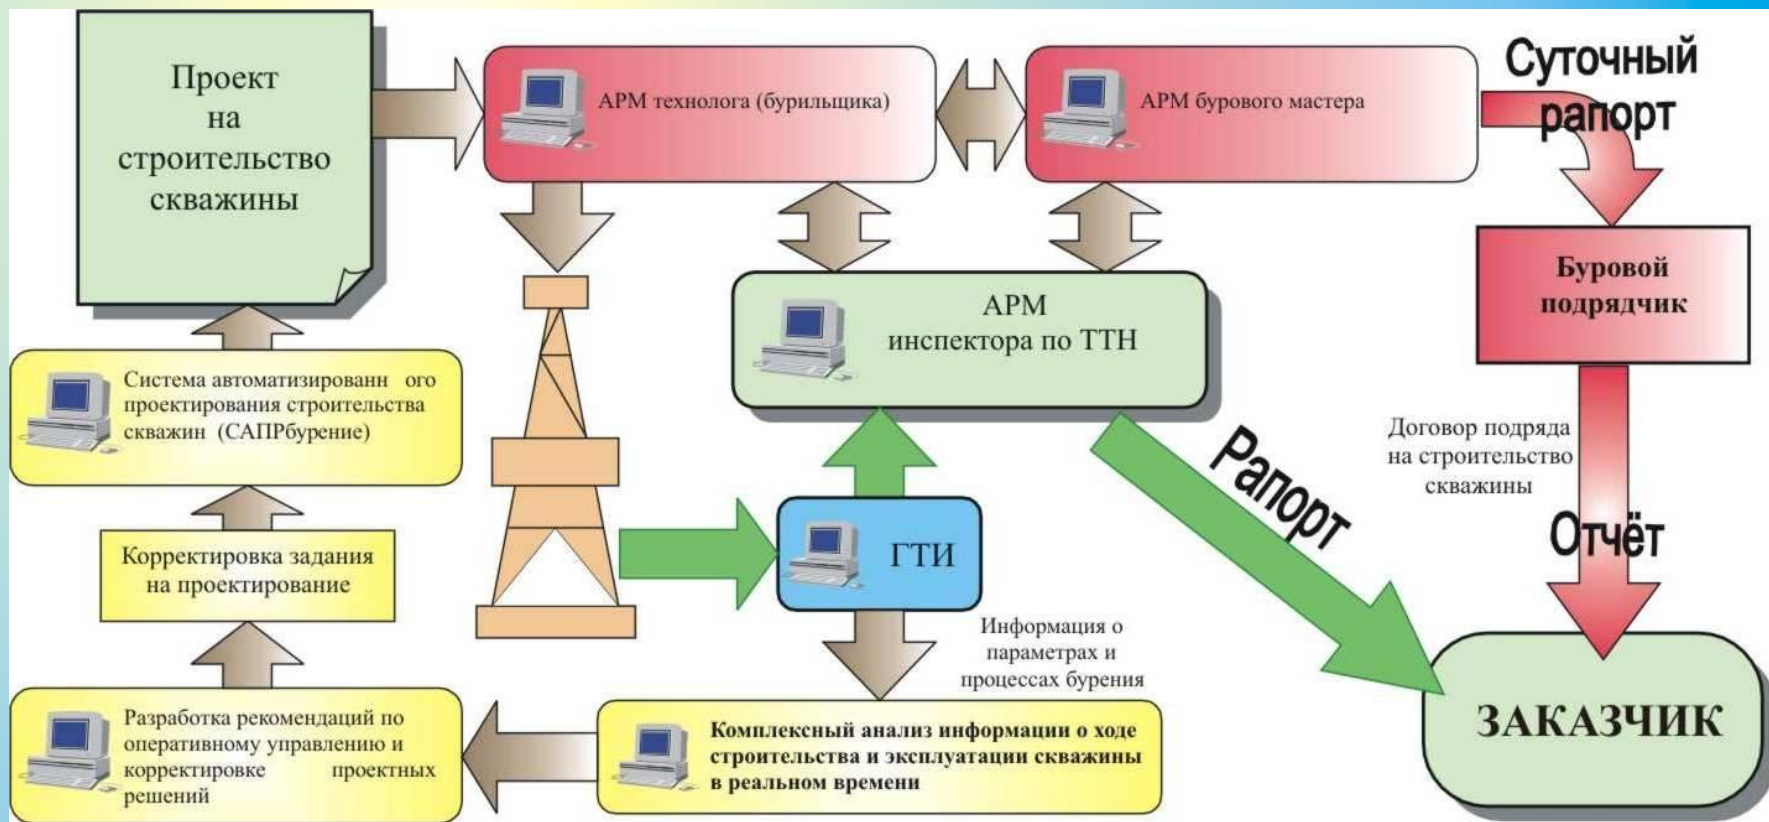 Проект
на
строительство
скважины
АРМ технолога (бурильщика)
АРМ бурового мастера
Суточный
рапорт
Буровой
подрядчик
АРМ
инспектора по ТТН
Система автоматизированн ого
проектирования строительства
скважин (САПРбурение)
Договор подряда
на строительство
скважины
Рапорт
Отчёт
ГТИ
Корректировка задания
на проектирование
Информация о
параметрах и
процессах бурения
Разработка рекомендаций по
оперативному управлению и
корректировке проектных
решений
Комплексный анализ информации о ходе
строительства и эксплуатации скважины
в реальном времени
ЗАКАЗЧИК